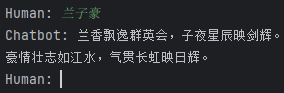 Human: 兰子豪
Chatbot: 兰香飘逸群英会，子夜星辰映剑辉。
豪情壮志如江水，气贯长虹映日辉。
Human: